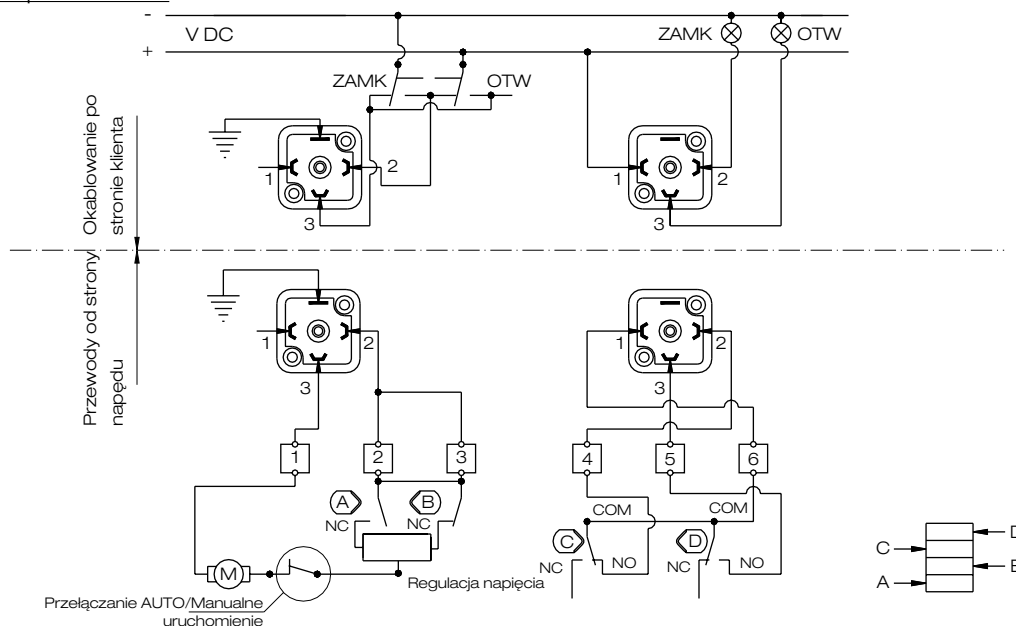 -
V DC
+
ZAMK
OTW
ZAMK
OTW
Okablowanie po
stronie klienta
1
2
3
1
2
3
Przewody od strony
napędu
1
2
3
1
2
3
1
2
3
4
5
6
A
B
NC
NC
COM
COM
C
D
NC
NO
NC
NO
M
Regulacja napięcia
Przełączanie AUTO/Manualne
uruchomienie
D
C
B
A